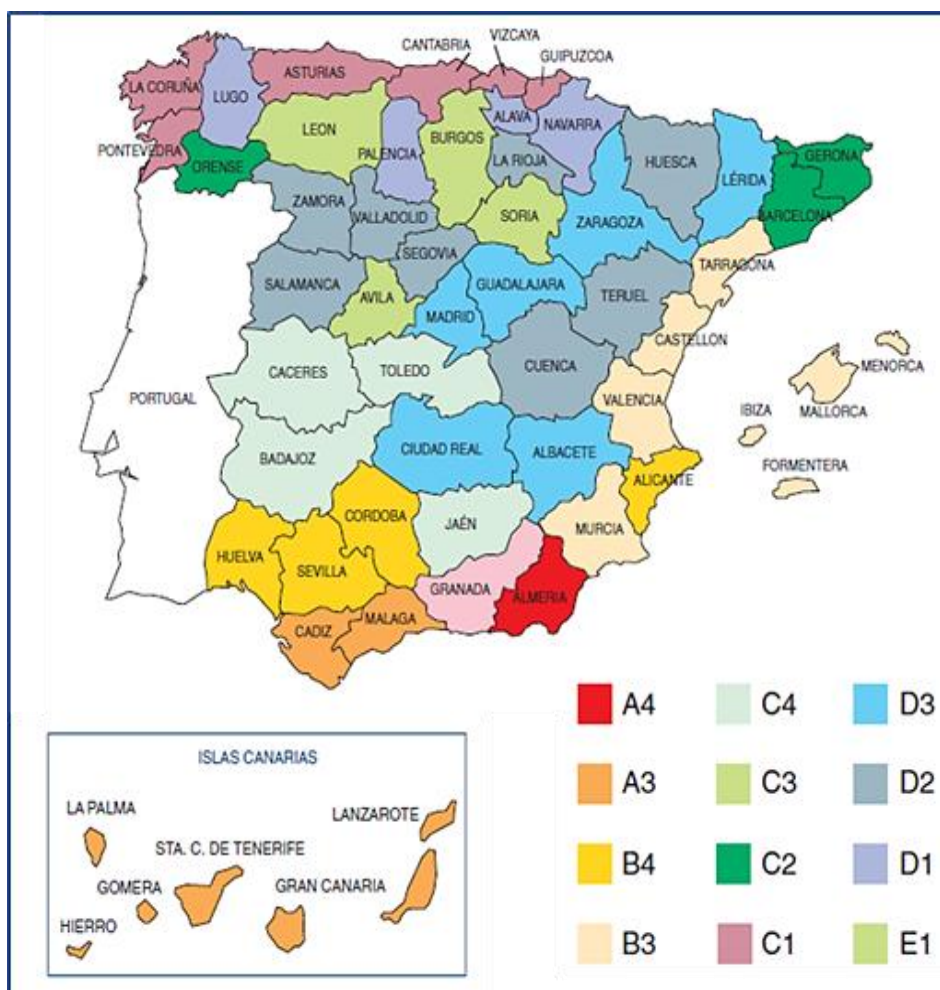 CANTABRIA
VIZCAYA
GUIPUZCOA
LA CORUÑA
LUGO
ASTURIAS
PONTEVEDRA
ORENSE
LEON
PALENCIA
BURGOS
ALAVA
NAVARRA
LA RIOJA
HUESCA
LÉRIDA
GERONA
BARCELONA
ZAMORA
VALLADOLID
SORIA
ZARAGOZA
TARRAGONA
SALAMANCA
SEGOVIA
AVILA
MADRID
GUADALAJARA
TERUEL
CASTELLON
CACERES
TOLEDO
CUENCA
VALENCIA
MENORCA
MALLORCA
IBIZA
FORMENTERA
PORTUGAL
BADAJOZ
CIUDAD REAL
ALBACETE
ALICANTE
CORDOBA
JAÉN
MURCIA
HUELVA
SEVILLA
GRANADA
ALMERIA
CADIZ
MALAGA
A4
C4
D3
A3
C3
D2
B4
C2
D1
B3
C1
E1
ISLAS CANARIAS
LA PALMA
LANZAROTE
STA. C. DE TENERIFE
GOMERA
GRAN CANARIA
HIERRO